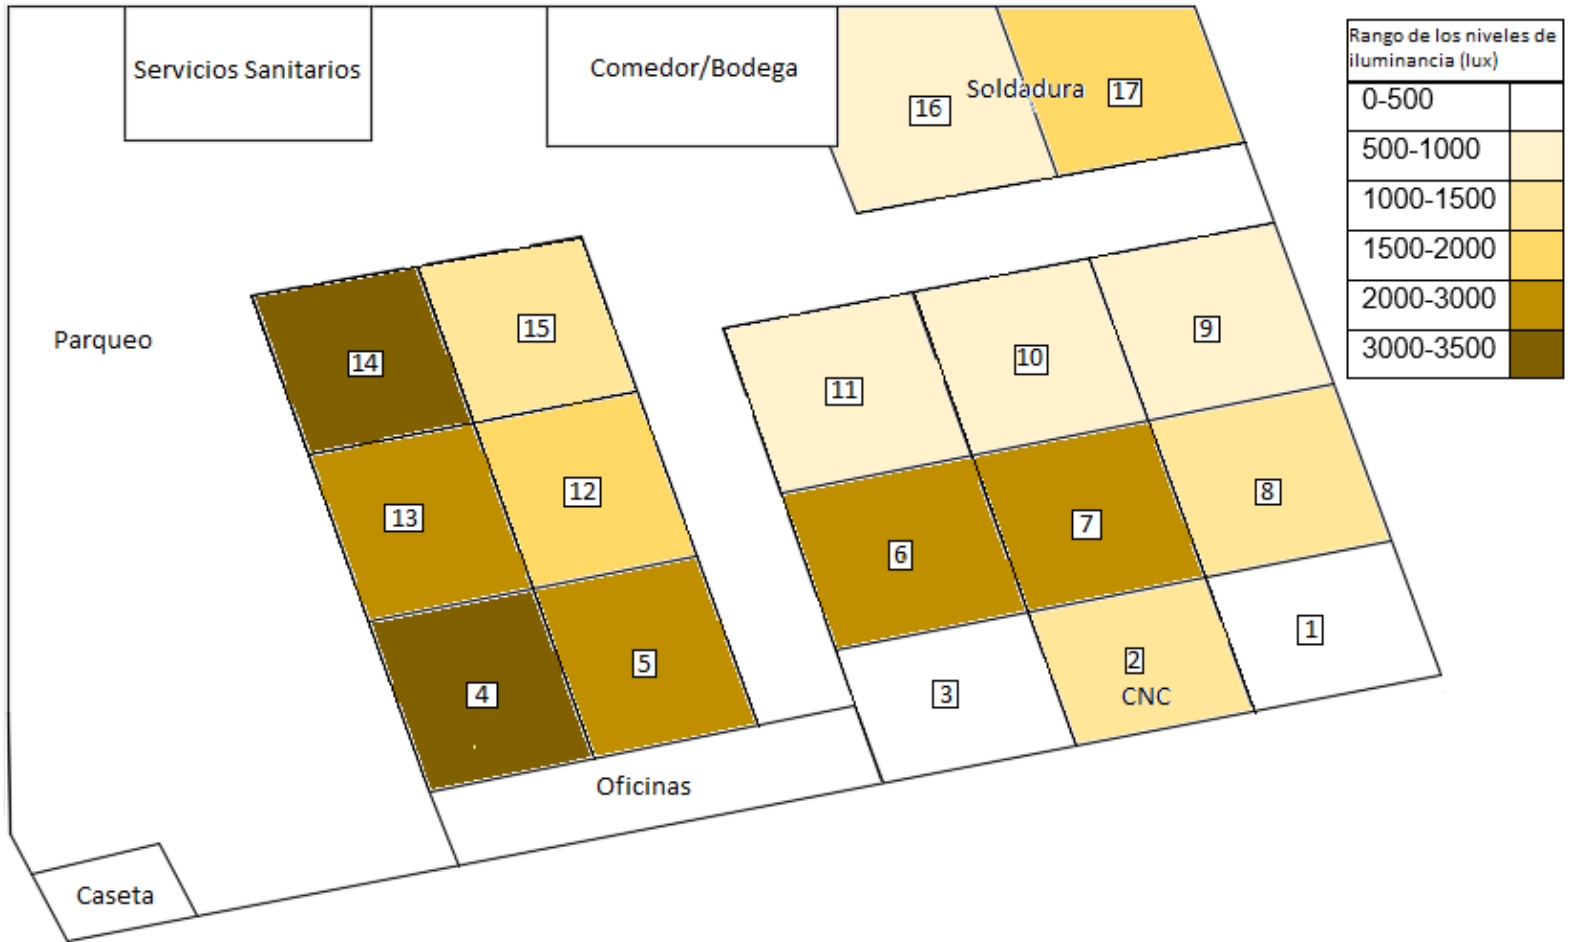 Servicios Sanitarios
Comedor/Bodega
Soldadura
16
17
Rango de los niveles de
iluminancia (lux)
0-500
500-1000
1000-1500
1500-2000
2000-3000
3000-3500
Parqueo
14
15
13
12
4
5
11
10
9
6
7
8
3
2
CNC
1
Oficinas
Caseta